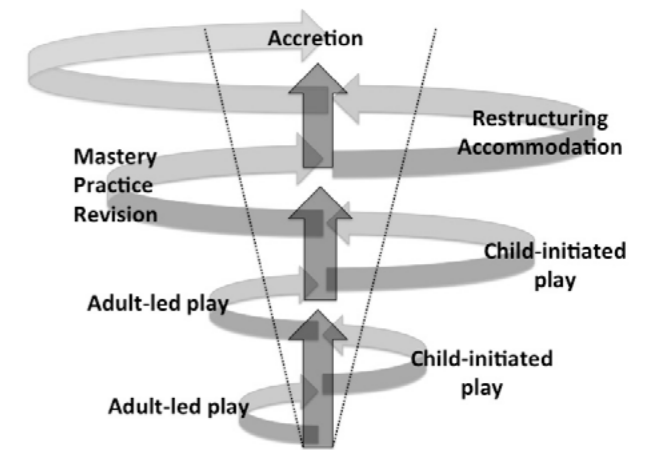 Accretion
Restructuring
Accommodation
Mastery
Practice
Revision
Child-initiated
play
Adult-led play
Child-initiated
play
Adult-led play